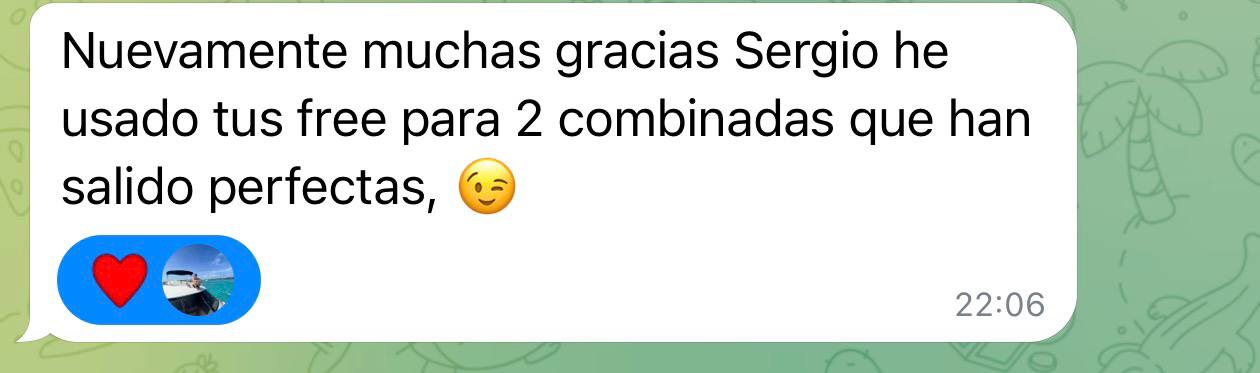 Nuevamente muchas gracias Sergio he
usado tus free para 2 combinadas que han
salido perfectas, 😉
22:06